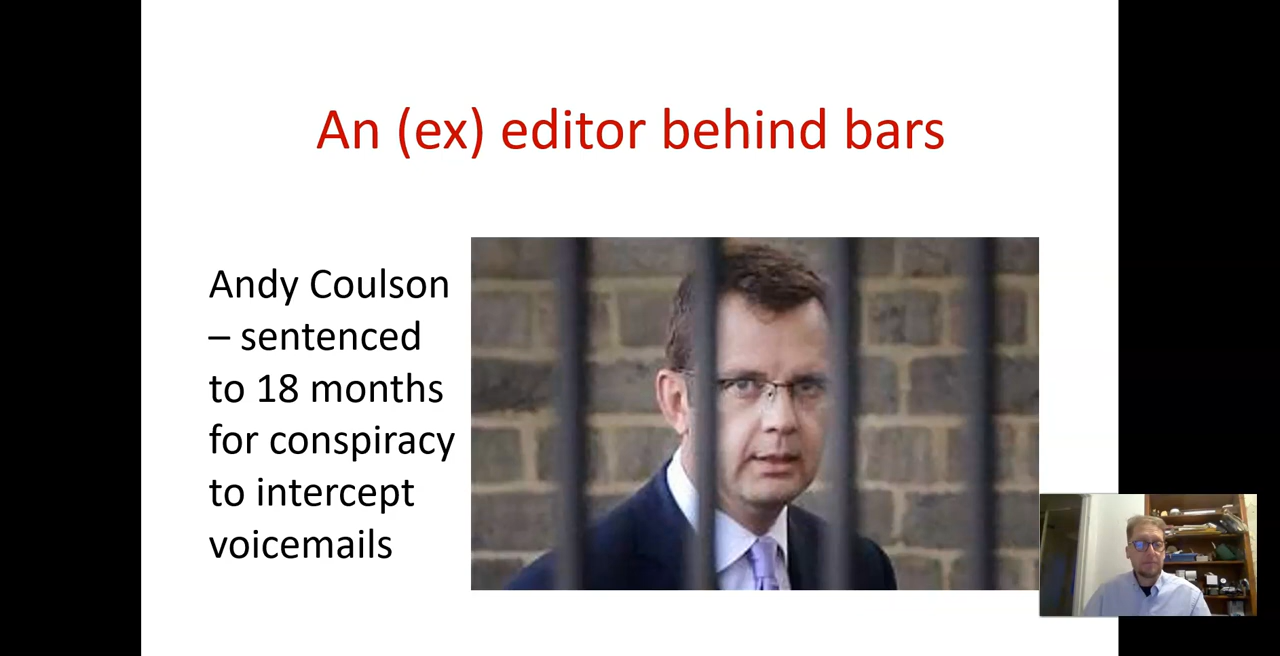 An (ex) editor behind bars
Andy Coulson
– sentenced
to 18 months
for conspiracy
to intercept
voicemails